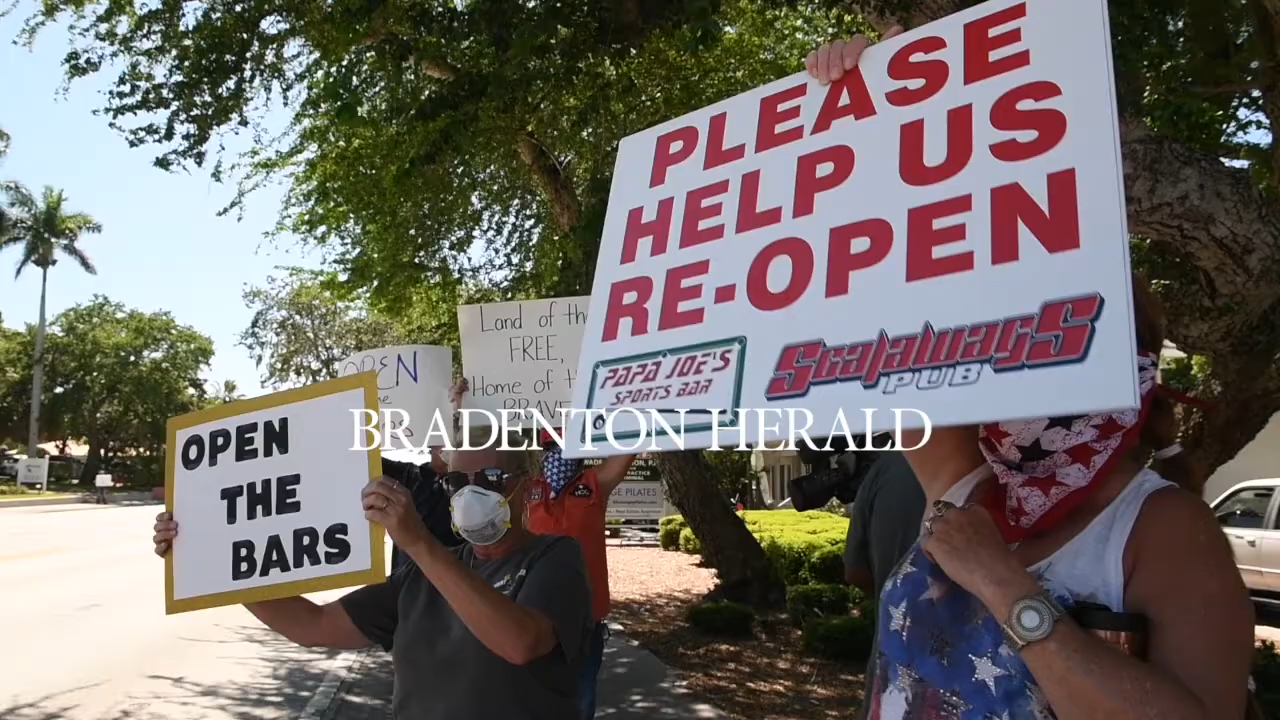 PLEASE
HELP US
RE-OPEN
PAPA JOE'S
SPORTS BAR
ScalawagS
PUB
Land of the
FREE,
Home of
BRAVE
OPEN
OPEN
THE
BARS
BRADENTON HERALD
PILATES